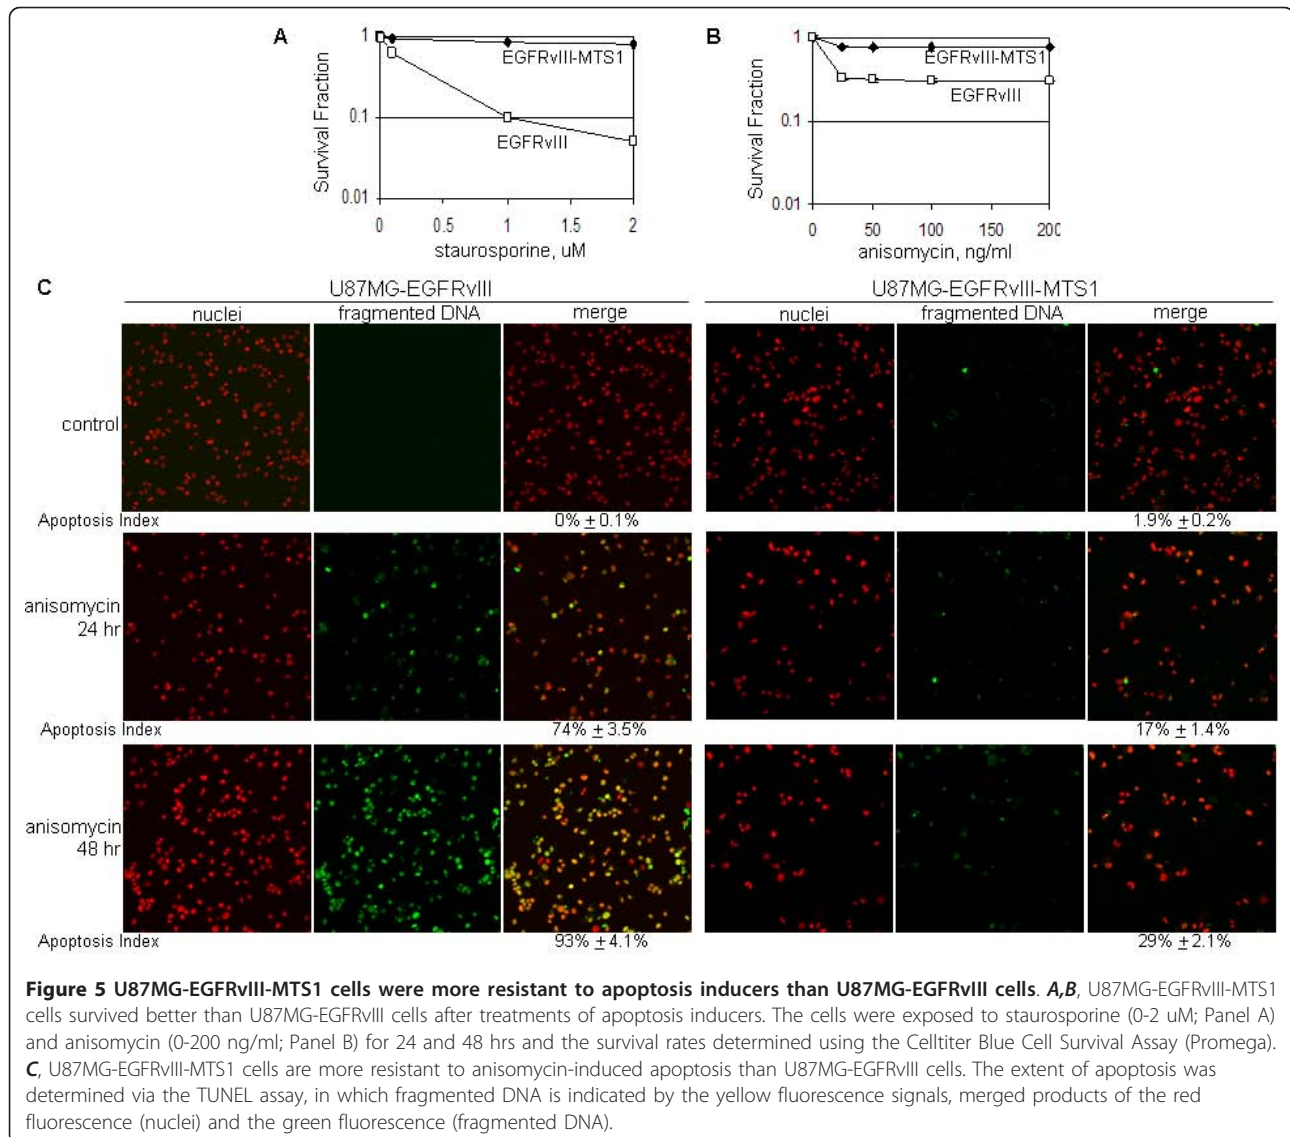 A
1
0.1
0.01
Survival Fraction
EGFRvIII-MTS1
EGFRvIII
0 0.5 1 1.5 2
staurosporine, uM
B
1
0.1
0.01
Survival Fraction
EGFRvIII-MTS1
EGFRvIII
0 50 100 150 200
anisomycin, ng/ml
C
U87MG-EGFRvIII U87MG-EGFRvIII-MTS1
nuclei fragmented DNA merge nuclei fragmented DNA merge
control
Apoptosis Index 0% ± 0.1% 1.9% ± 0.2%
anisomycin
24 hr
Apoptosis Index 74% ± 3.5% 17% ± 1.4%
anisomycin
48 hr
Apoptosis Index 93% ± 4.1% 29% ± 2.1%
Figure 5 U87MG-EGFRvIII-MTS1 cells were more resistant to apoptosis inducers than U87MG-EGFRvIII cells. A,B, U87MG-EGFRvIII-MTS1
cells survived better than U87MG-EGFRvIII cells after treatments of apoptosis inducers. The cells were exposed to staurosporine (0-2 uM; Panel A)
and anisomycin (0-200 ng/ml; Panel B) for 24 and 48 hrs and the survival rates determined using the Celltiter Blue Cell Survival Assay (Promega).
C, U87MG-EGFRvIII-MTS1 cells are more resistant to anisomycin-induced apoptosis than U87MG-EGFRvIII cells. The extent of apoptosis was
determined via the TUNEL assay, in which fragmented DNA is indicated by the yellow fluorescence signals, merged products of the red
fluorescence (nuclei) and the green fluorescence (fragmented DNA).